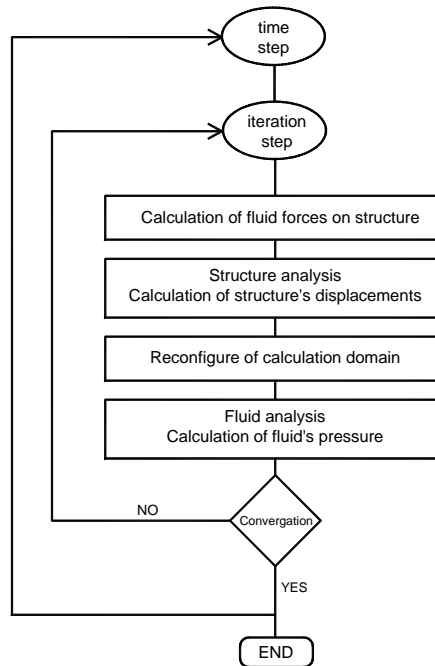 time
step
iteration
step
Calculation of fluid forces on structure
Structure analysis
Calculation of structure's displacements
Reconfigure of calculation domain
Fluid analysis
Calculation of fluid's pressure
NO
Convergation
YES
END